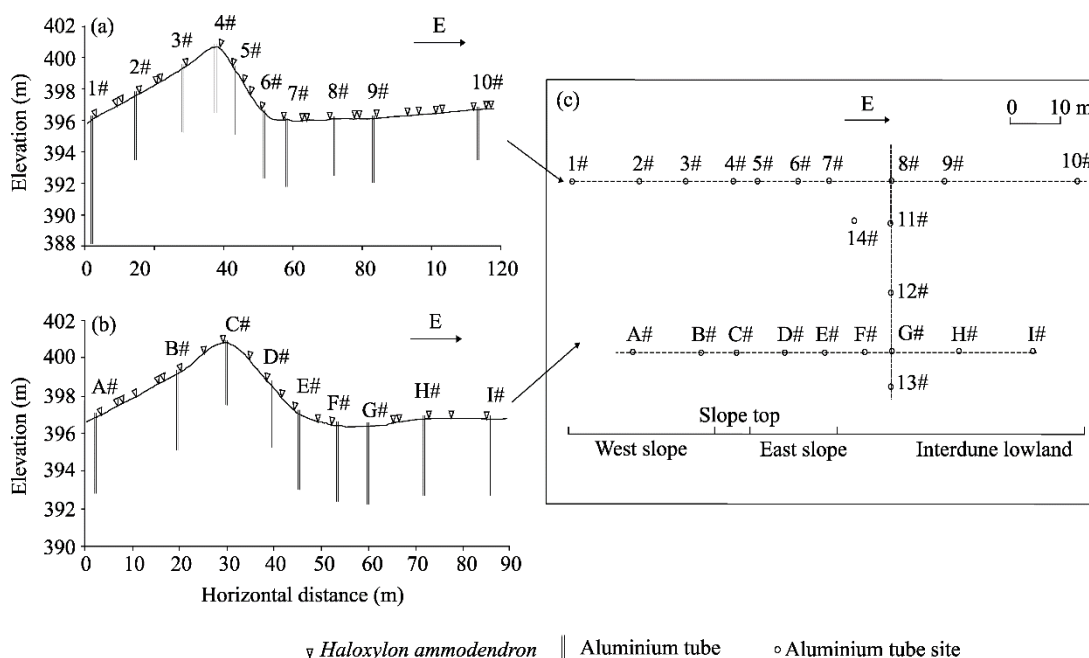 (a)
E
402
400
398
396
394
392
390
388
Elevation (m)
1# 2# 3# 4# 5# 6# 7# 8# 9# 10#
0 20 40 60 80 10 120
(b)
E
402
400
398
396
394
392
390
Elevation (m)
A# B# C# D# E# F# G# H# I#
0 10 20 30 40 50 60 70 80 90
Horizontal distance (m)
(c)
E
0 10 m
1# 2# 3# 4# 5# 6# 7# 8# 9# 10#
11#
14#
12#
A# B# C# D# E# F# G# H# I#
13#
Slope top
West slope East slope Interdune lowland
Haloxylon ammodendron Aluminium tube Aluminium tube site